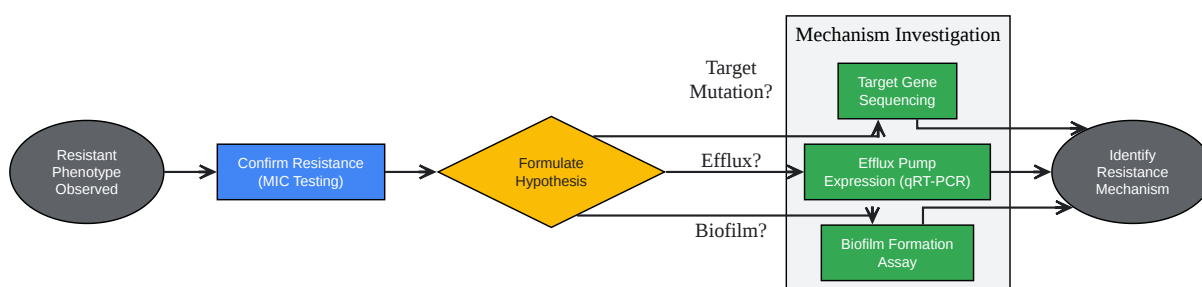 Resistant
Phenotype
Observed
Confirm Resistance
(MIC Testing)
Formulate
Hypothesis
Target
Mutation?
Efflux?
Biofilm?
Mechanism Investigation
Target Gene
Sequencing
Efflux Pump
Expression (qRT-PCR)
Biofilm Formation
Assay
Identify
Resistance
Mechanism